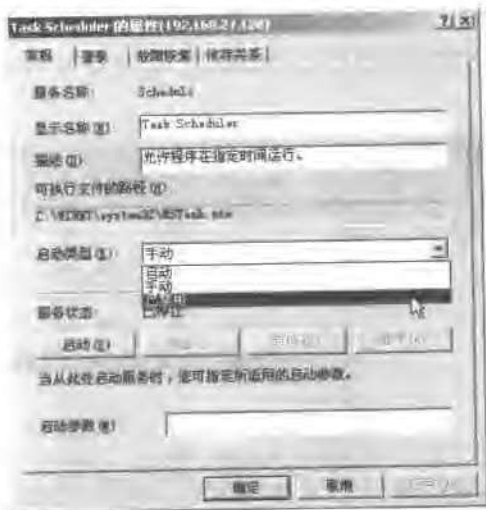 Task Scheduler 的属性(192.168.27.128)
常规 登录 故障恢复 依存关系
服务名称: Schedule
显示名称(N): Task Scheduler
描述(D): 允许程序在指定时间运行。
可执行文件的路径(H):
C:\WINNT\system32\MSTask.exe
启动类型(E): 手动
自动
手动
服务状态: 已停止
启动(S)
当从此处启动服务时,您可指定所适用的启动参数。
启动参数(M):
确定 取消